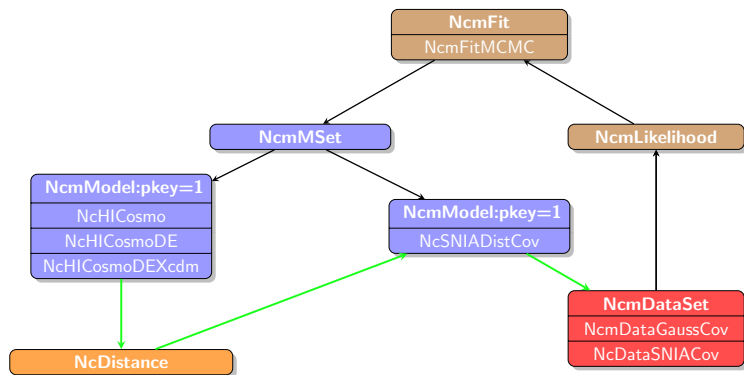 NcmFit
NcmFitMCMC
NcmMSet
NcmLikelihood
NcmModel:pkey=1
NcHICosmo
NcHICosmoDE
NcHICosmoDEXcdm
NcmModel:pkey=1
NcSNIADistCov
NcmDataSet
NcmDataGaussCov
NcDataSNIACov
NcDistance